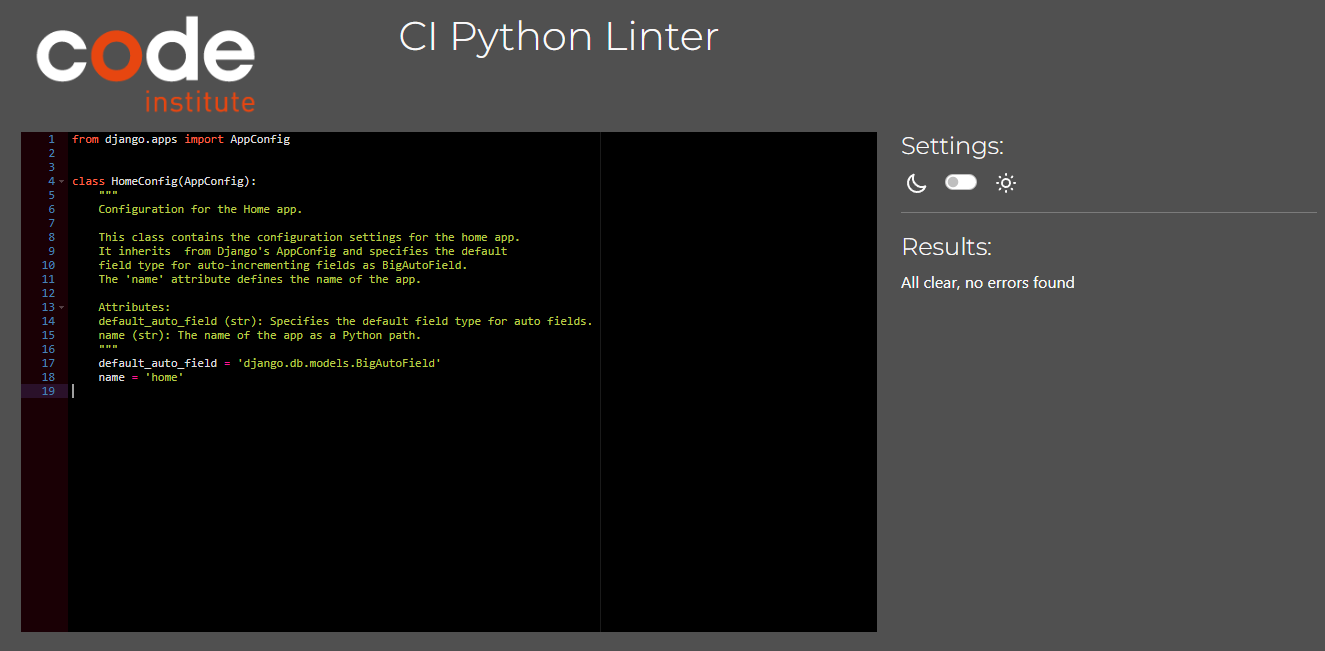 code
institute
CI Python Linter
1 from django.apps import AppConfig
2
3
4 class HomeConfig(AppConfig):
5     """
6     Configuration for the Home app.
7
8     This class contains the configuration settings for the home app.
9     It inherits  from Django's AppConfig and specifies the default
10     field type for auto-incrementing fields as BigAutoField.
11     The 'name' attribute defines the name of the app.
12
13     Attributes:
14     default_auto_field (str): Specifies the default field type for auto fields.
15     name (str): The name of the app as a Python path.
16     """
17     default_auto_field = 'django.db.models.BigAutoField'
18     name = 'home'
19
Settings:
Results:
All clear, no errors found